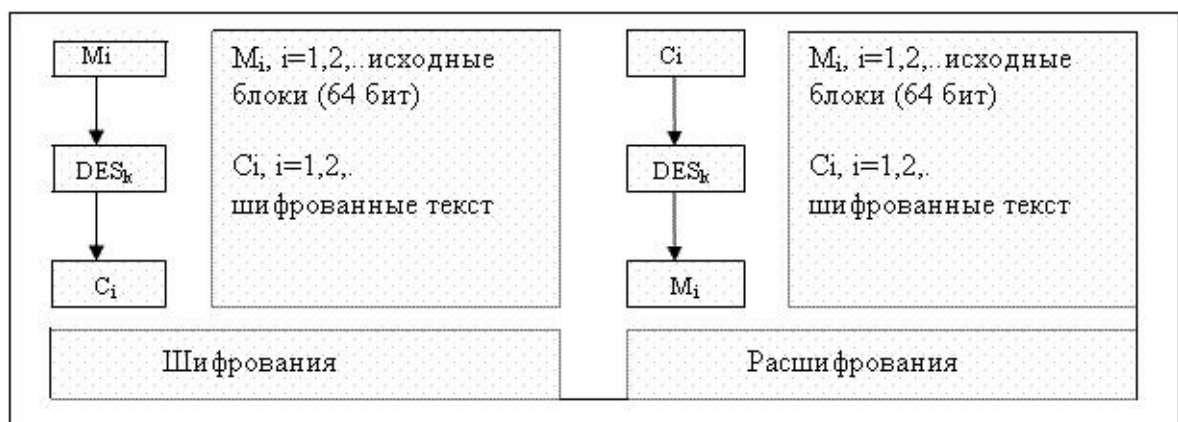 Mi
DESk
Ci
Mi, i=1,2,..исходные
блоки (64 бит)
Ci, i=1,2,.
шифрованные текст
Шифрования
Ci
DESk
Mi
Mi, i=1,2,..исходные
блоки (64 бит)
Ci, i=1,2,.
шифрованные текст
Расшифрования